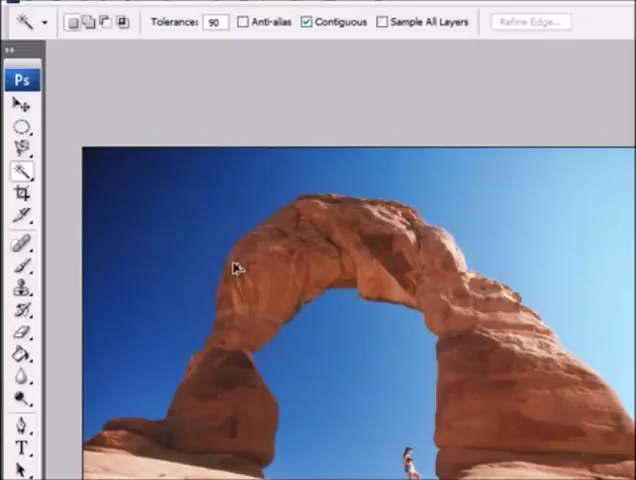 Tolerance: 90 Anti-alias Contiguous Sample All Layers Refine Edge...
Ps
T